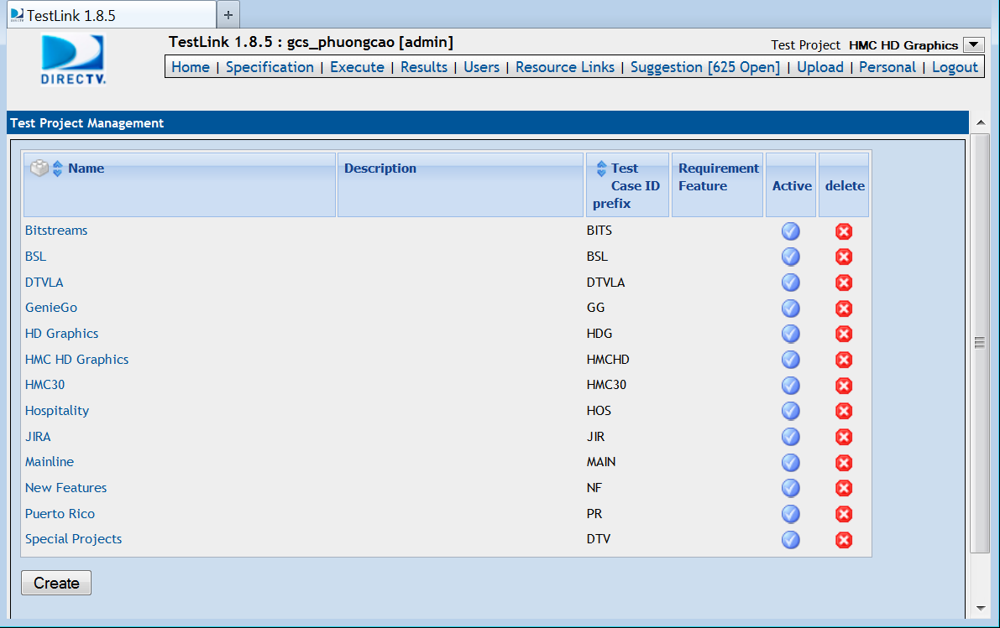 TestLink 1.8.5
+
DIRECTV.
TestLink 1.8.5 : gcs_phuongcao [admin]
Test Project HMC HD Graphics
Home | Specification | Execute | Results | Users | Resource Links | Suggestion [625 Open] | Upload | Personal | Logout
Test Project Management
Name
Description
Test
Case ID
prefix
Requirement
Feature
Active
delete
Bitstreams BITS
BSL BSL
DTVLA DTVLA
GenieGo GG
HD Graphics HDG
HMC HD Graphics HMCHD
HMC30 HMC30
Hospitality HOS
JIRA JIR
Mainline MAIN
New Features NF
Puerto Rico PR
Special Projects DTV
Create